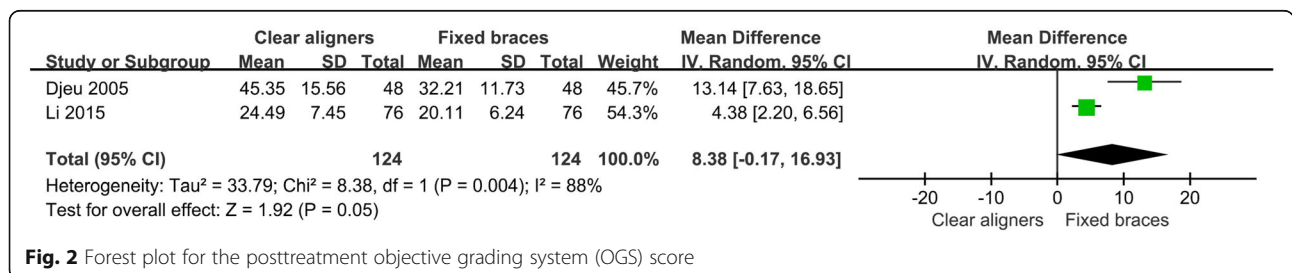 Clear aligners Fixed braces Mean Difference Mean Difference
Study or Subgroup Mean SD Total Mean SD Total Weight IV. Random. 95% CI IV. Random. 95% CI
Djeu 2005 45.35 15.56 48 32.21 11.73 48 45.7% 13.14 [7.63, 18.65]
Li 2015 24.49 7.45 76 20.11 6.24 76 54.3% 4.38 [2.20, 6.56]
Total (95% CI) 124 124 100.0% 8.38 [-0.17, 16.93]
Heterogeneity: Tau² = 33.79; Chi² = 8.38, df = 1 (P = 0.004); I² = 88%
Test for overall effect: Z = 1.92 (P = 0.05)
-20 -10 0 10 20
Clear aligners Fixed braces
Fig. 2 Forest plot for the posttreatment objective grading system (OGS) score